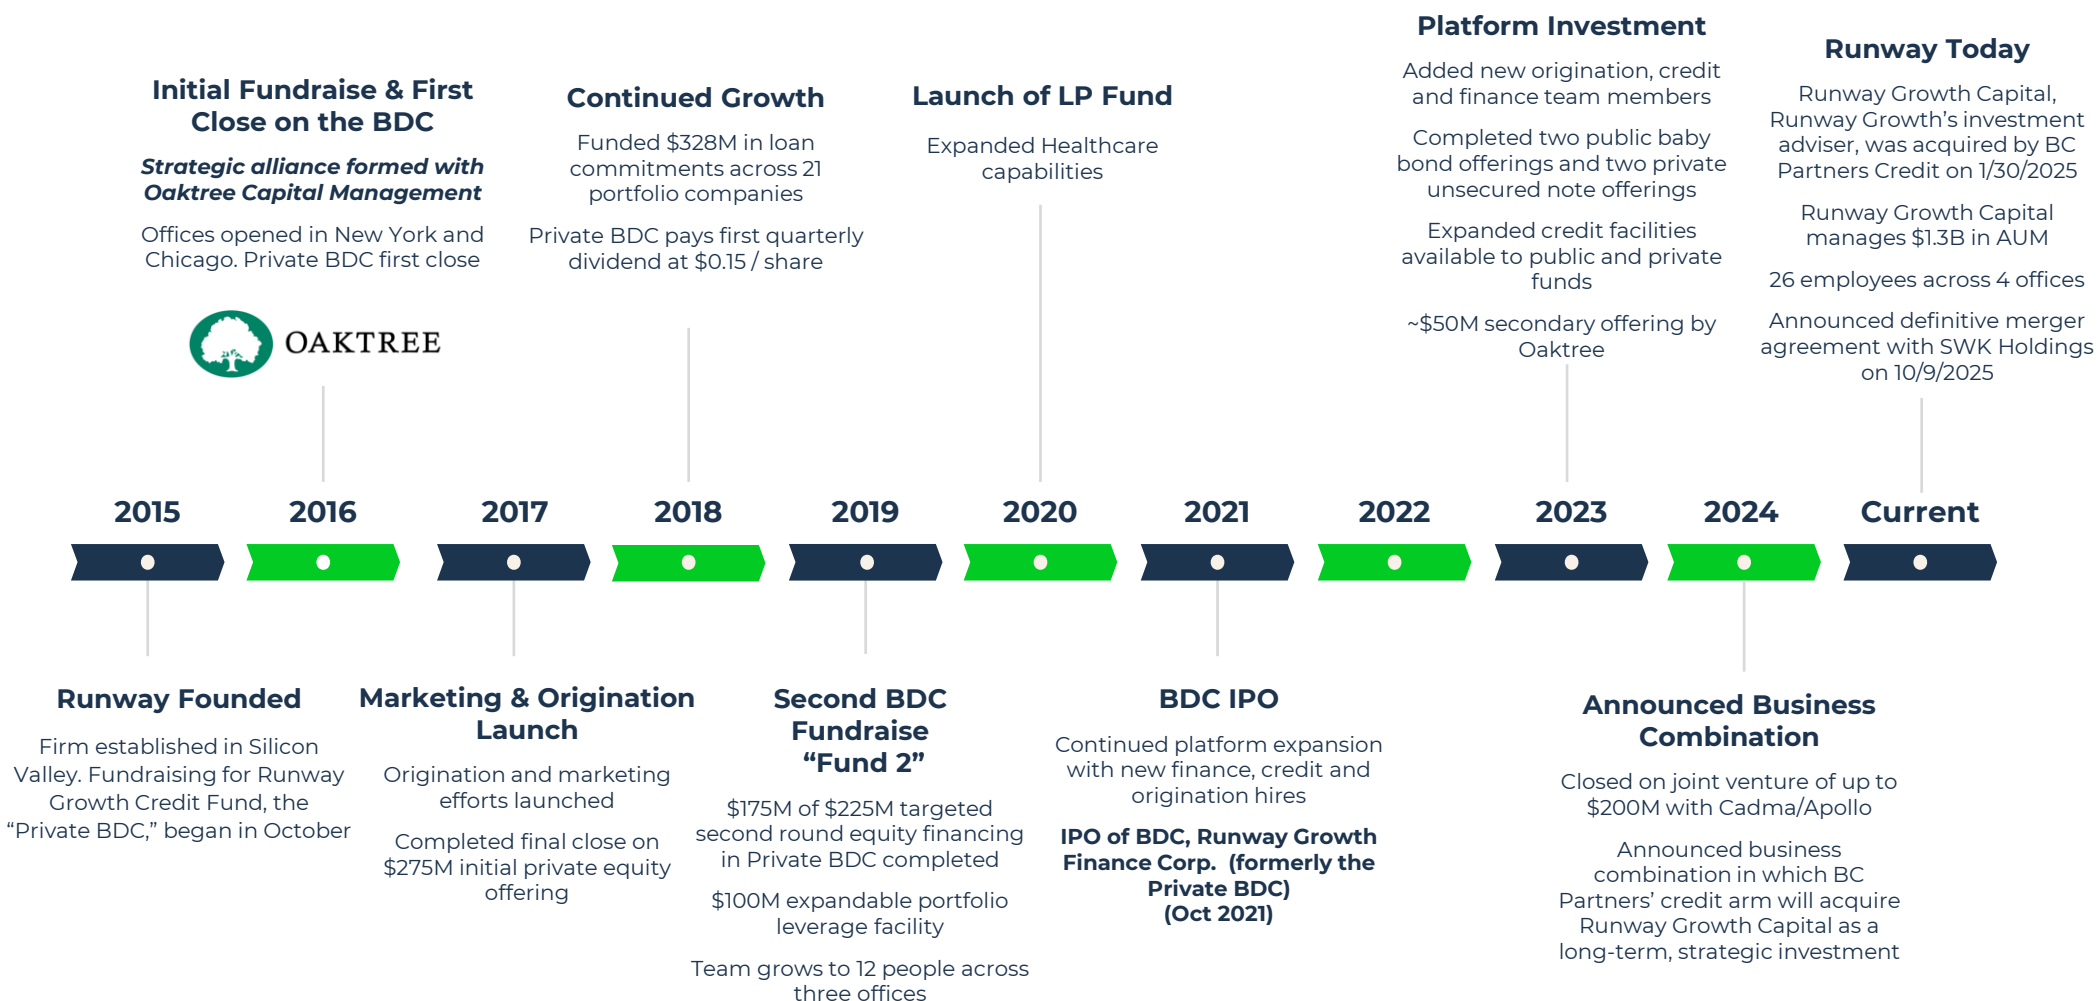 Initial Fundraise & First
Close on the BDC
Strategic alliance formed with
Oaktree Capital Management
Offices opened in New York and
Chicago. Private BDC first close
OAKTREE
Continued Growth
Funded $328M in loan
commitments across 21
portfolio companies
Private BDC pays first quarterly
dividend at $0.15 / share
Launch of LP Fund
Expanded Healthcare
capabilities
Platform Investment
Added new origination, credit
and finance team members
Completed two public baby
bond offerings and two private
unsecured note offerings
Expanded credit facilities
available to public and private
funds
~$50M secondary offering by
Oaktree
Runway Today
Runway Growth Capital,
Runway Growth’s investment
adviser, was acquired by BC
Partners Credit on 1/30/2025
Runway Growth Capital
manages $1.3B in AUM
26 employees across 4 offices
Announced definitive merger
agreement with SWK Holdings
on 10/9/2025
2015 2016 2017 2018 2019 2020 2021 2022 2023 2024 Current
Runway Founded
Firm established in Silicon
Valley. Fundraising for Runway
Growth Credit Fund, the
“Private BDC,” began in October
Marketing & Origination
Launch
Origination and marketing
efforts launched
Completed final close on
$275M initial private equity
offering
Second BDC
Fundraise
“Fund 2”
$175M of $225M targeted
second round equity financing
in Private BDC completed
$100M expandable portfolio
leverage facility
Team grows to 12 people across
three offices
BDC IPO
Continued platform expansion
with new finance, credit and
origination hires
IPO of BDC, Runway Growth
Finance Corp. (formerly the
Private BDC)
(Oct 2021)
Announced Business
Combination
Closed on joint venture of up to
$200M with Cadma/Apollo
Announced business
combination in which BC
Partners’ credit arm will acquire
Runway Growth Capital as a
long-term, strategic investment